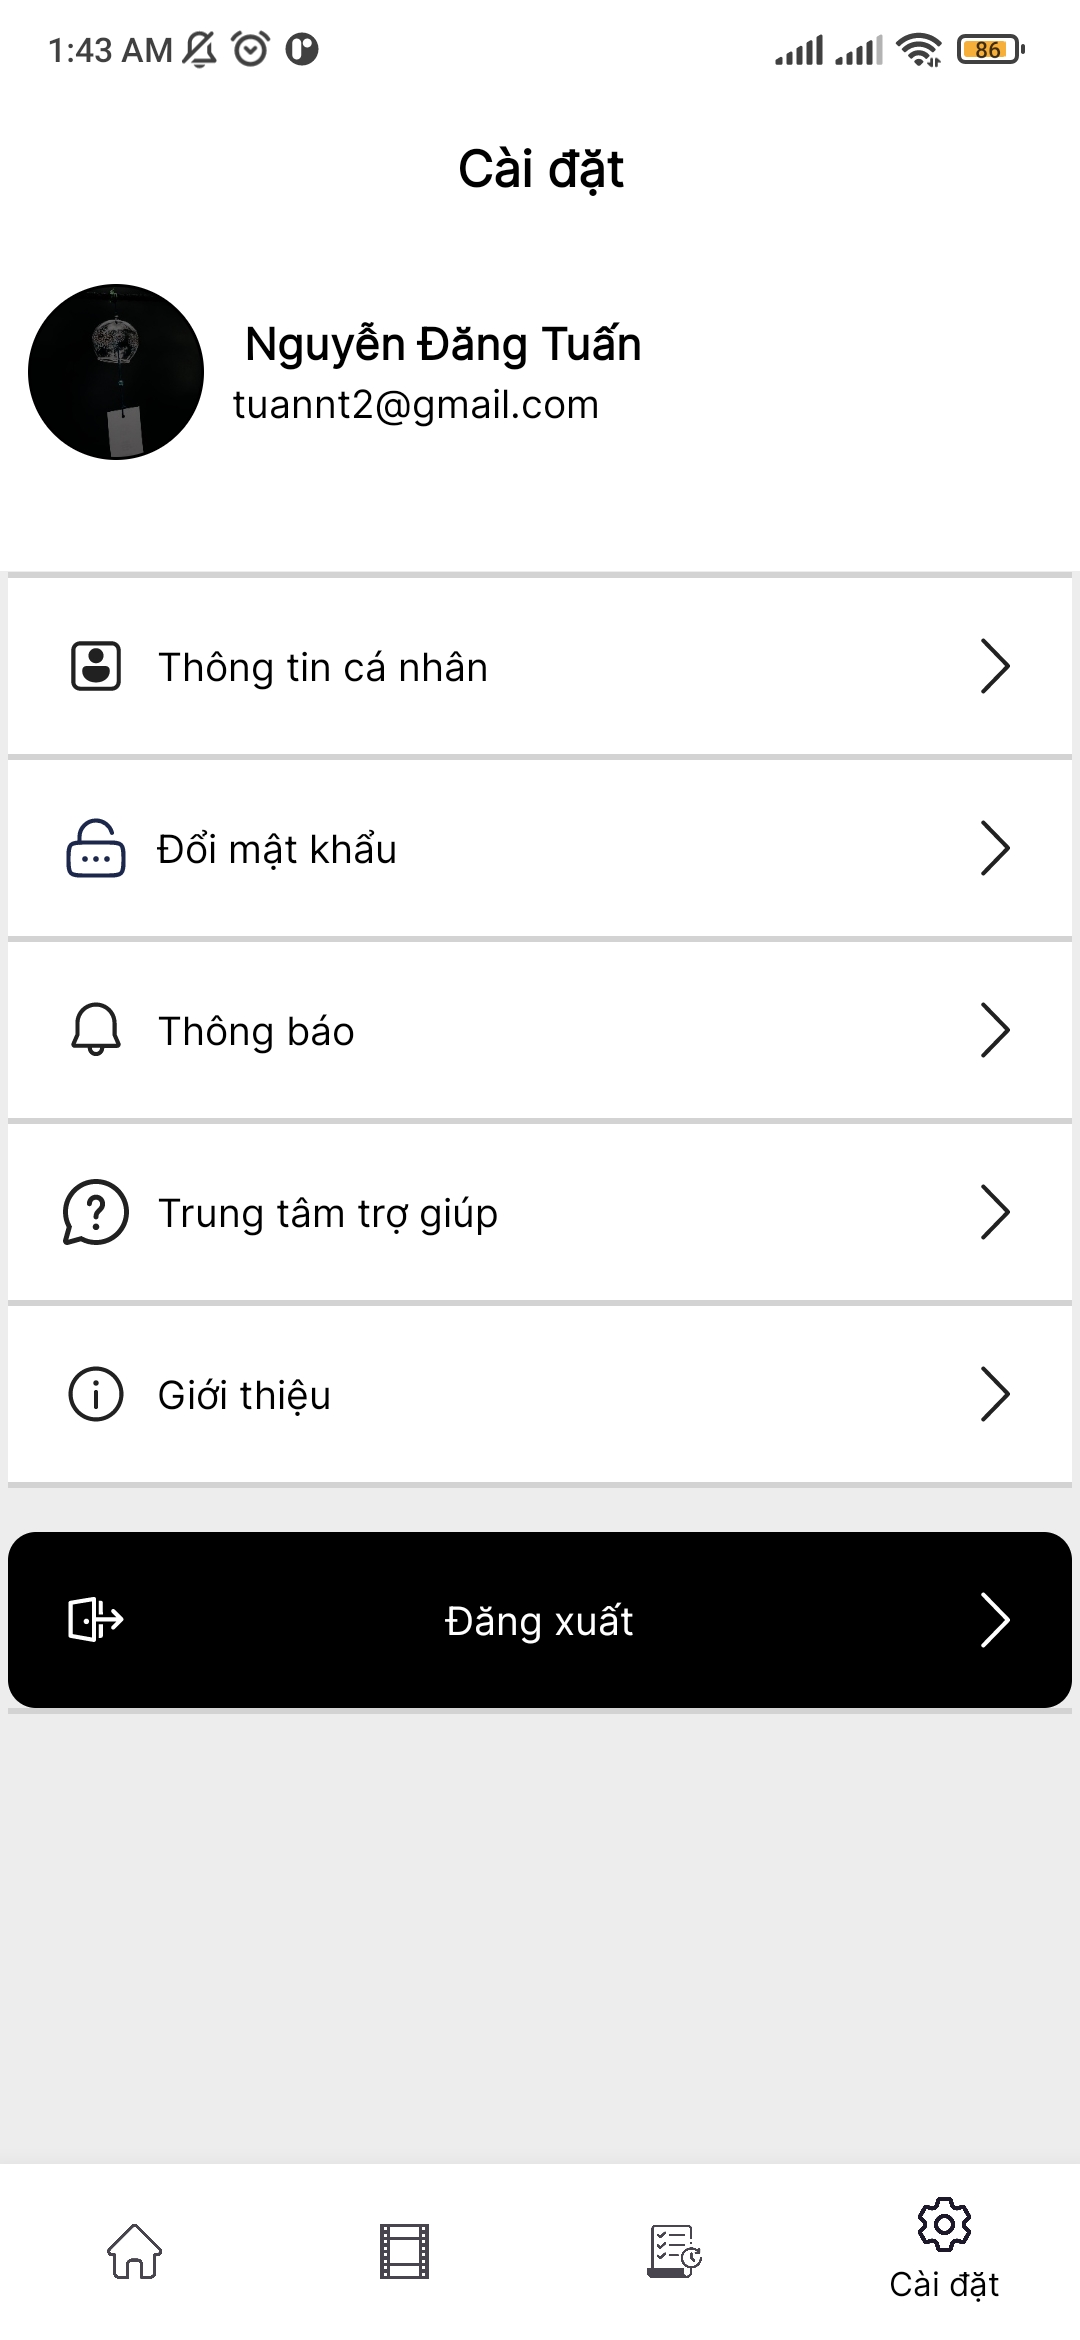 1:43 AM
86
Cài đặt
Nguyễn Đăng Tuấn
tuannt2@gmail.com
Thông tin cá nhân
Đổi mật khẩu
Thông báo
Trung tâm trợ giúp
Giới thiệu
Đăng xuất
Cài đặt